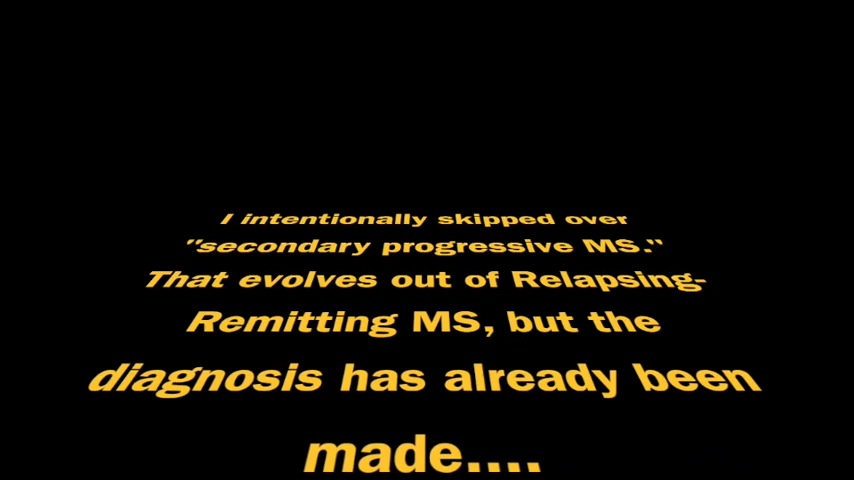 I intentionally skipped over
"secondary progressive MS."
That evolves out of Relapsing-
Remitting MS, but the
diagnosis has already been
made....